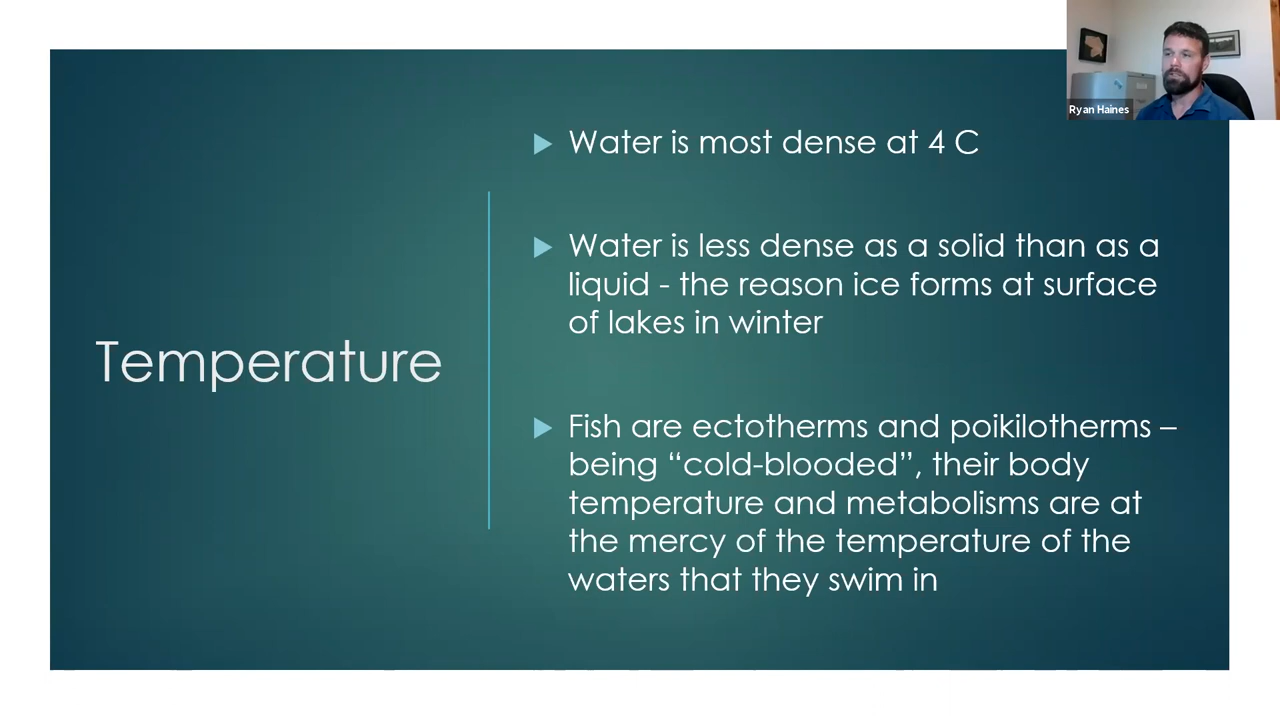 Ryan Haines
Water is most dense at 4 C
Water is less dense as a solid than as a
liquid - the reason ice forms at surface
of lakes in winter
Temperature
Fish are ectotherms and poikilotherms –
being “cold-blooded”, their body
temperature and metabolisms are at
the mercy of the temperature of the
waters that they swim in